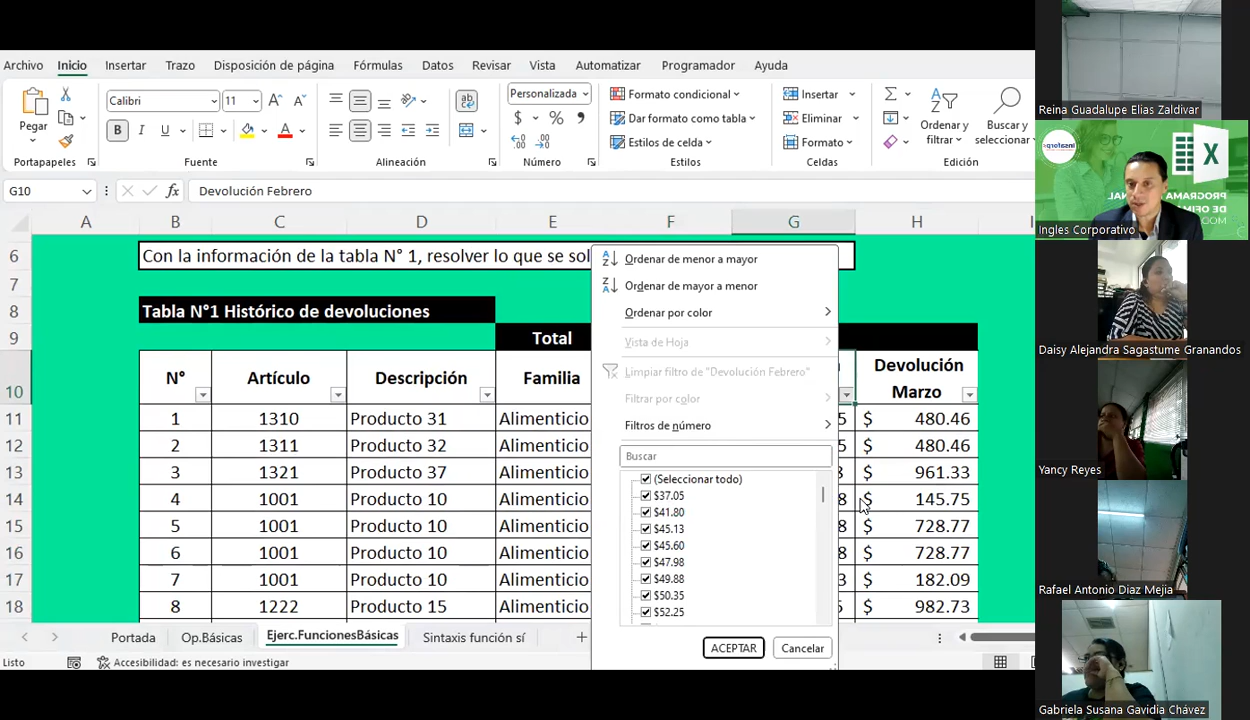 Archivo Inicio Insertar Trazo Disposición de página Fórmulas Datos Revisar Vista Automatizar Programador Ayuda
Pegar
Portapapeles
Calibri 11
N K S
Fuente
Alineación
Personalizada
$ % ,
Número
Formato condicional
Dar formato como tabla
Estilos de celda
Estilos
Insertar
Eliminar
Formato
Celdas
Ordenar y filtrar
Buscar y seleccionar
Edición
G10 fx Devolución Febrero
A B C D E F G H I
6 Con la información de la tabla N° 1, resolver lo que se sol
7
8 Tabla N°1 Histórico de devoluciones
9 Total
10 N° Artículo Descripción Familia Devolución Marzo
11 1 1310 Producto 31 Alimenticio 5 $ 480.46
12 2 1311 Producto 32 Alimenticio 5 $ 480.46
13 3 1321 Producto 37 Alimenticio $ 961.33
14 4 1001 Producto 10 Alimenticio 8 $ 145.75
15 5 1001 Producto 10 Alimenticio 8 $ 728.77
16 6 1001 Producto 10 Alimenticio 8 $ 728.77
17 7 1001 Producto 10 Alimenticio 3 $ 182.09
18 8 1222 Producto 15 Alimenticio $ 982.73
Ordenar de menor a mayor
Ordenar de mayor a menor
Ordenar por color
Vista de Hoja
Limpiar filtro de "Devolución Febrero"
Filtrar por color
Filtros de número
Buscar
(Seleccionar todo)
$37.05
$41.80
$45.13
$45.60
$47.98
$49.88
$50.35
$52.25
ACEPTAR Cancelar
Portada Op.Básicas Ejerc.FuncionesBásicas Sintaxis función sí
Listo Accesibilidad: es necesario investigar
Reina Guadalupe Elias Zaldivar
Insaforp
X
Ingles Corporativo
Daisy Alejandra Sagastume Granandos
Yancy Reyes
Rafael Antonio Diaz Mejia
Gabriela Susana Gavidia Chávez